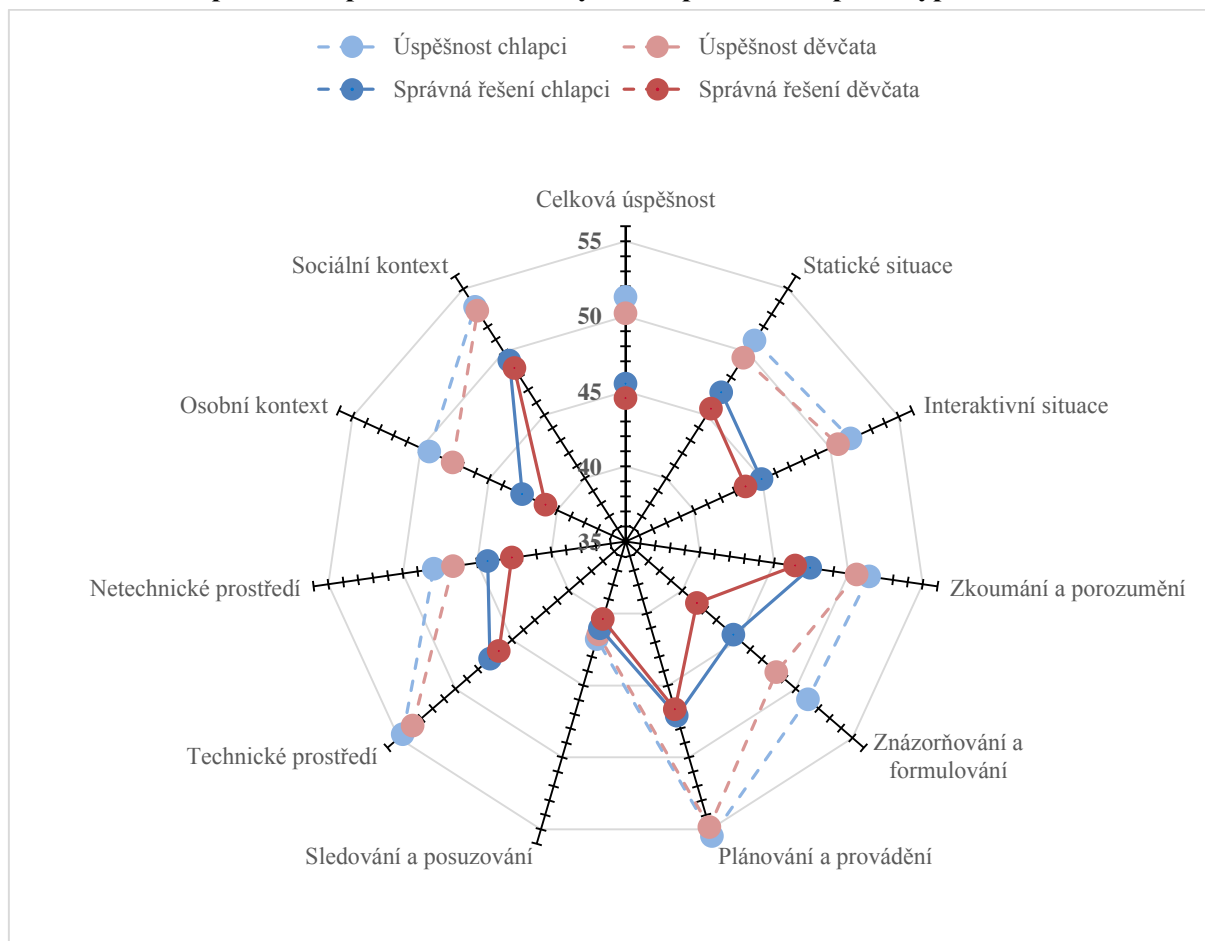 Úspěšnost chlapci
Úspěšnost děvčata
Správná řešení chlapci
Správná řešení děvčata
Celková úspěšnost
55
Sociální kontext
Statické situace
50
Osobní kontext
Interaktivní situace
45
40
35
Netechnické prostředí
Zkoumání a porozumění
Technické prostředí
Znázorňování a
formulování
Sledování a posuzování
Plánování a provádění